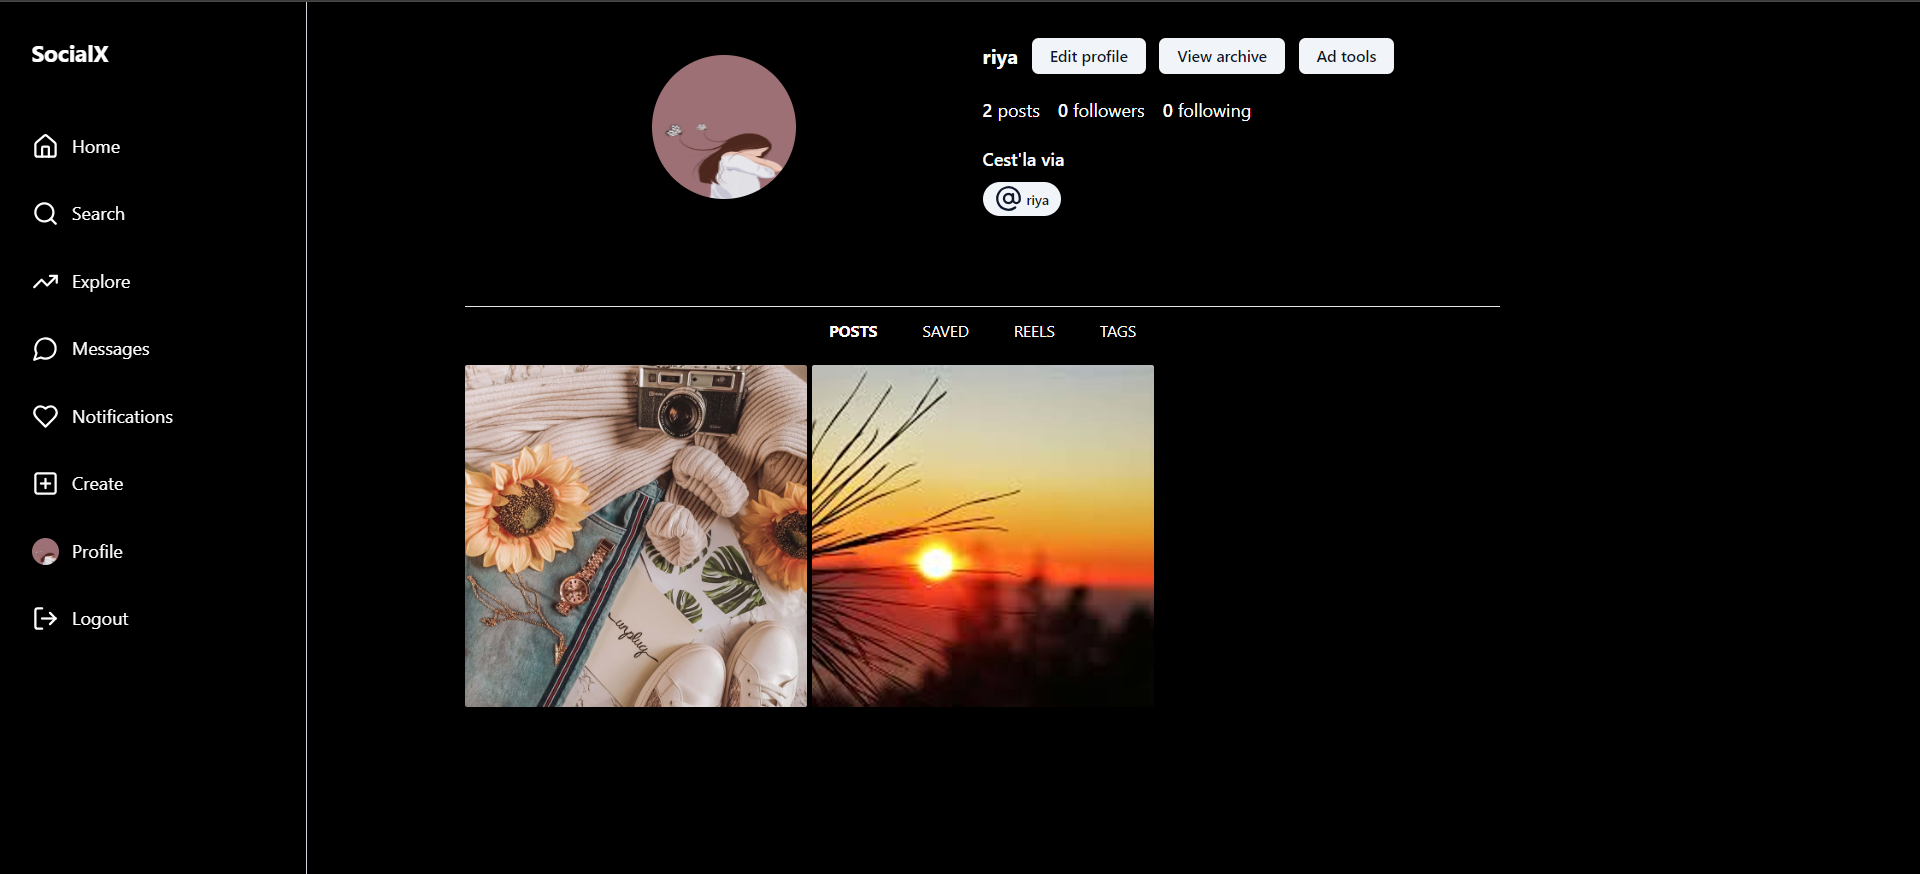 SocialX
Home
Search
Explore
Messages
Notifications
Create
Profile
Logout
riya Edit profile View archive Ad tools
2 posts 0 followers 0 following
Cest'la via
@ riya
POSTS SAVED REELS TAGS
unplug